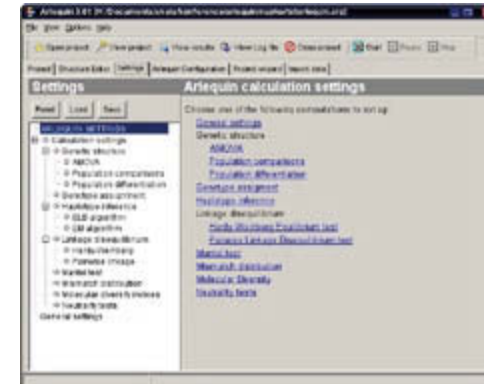 Arlequin 3.01
File View Options Help
Open project View project View results View Log file Close project Start Pause Stop
Project Structure Editor Settings Arlequin Configuration Project wizard Import data
Settings
Arlequin calculation settings
Reset Load Save
Choose one of the following computations to set up
ARLEQUIN SETTINGS
General settings
Calculation settings
Genetic structure
Genetic structure
AMOVA
AMOVA
Population comparisons
Population comparisons
Population differentiation
Population differentiation
Genotype assignment
Genotype assignment
Haplotype inference
Haplotype inference
Linkage disequilibrium
ELB algorithm
Hardy-Weinberg Equilibrium test
EM algorithm
Pairwise Linkage Disequilibrium test
Linkage disequilibrium
Mantel test
Hardy-Weinberg
Mismatch distribution
Pairwise linkage
Molecular Diversity
Mantel test
Neutrality tests
Mismatch distribution
Molecular diversity indices
Neutrality tests
General settings